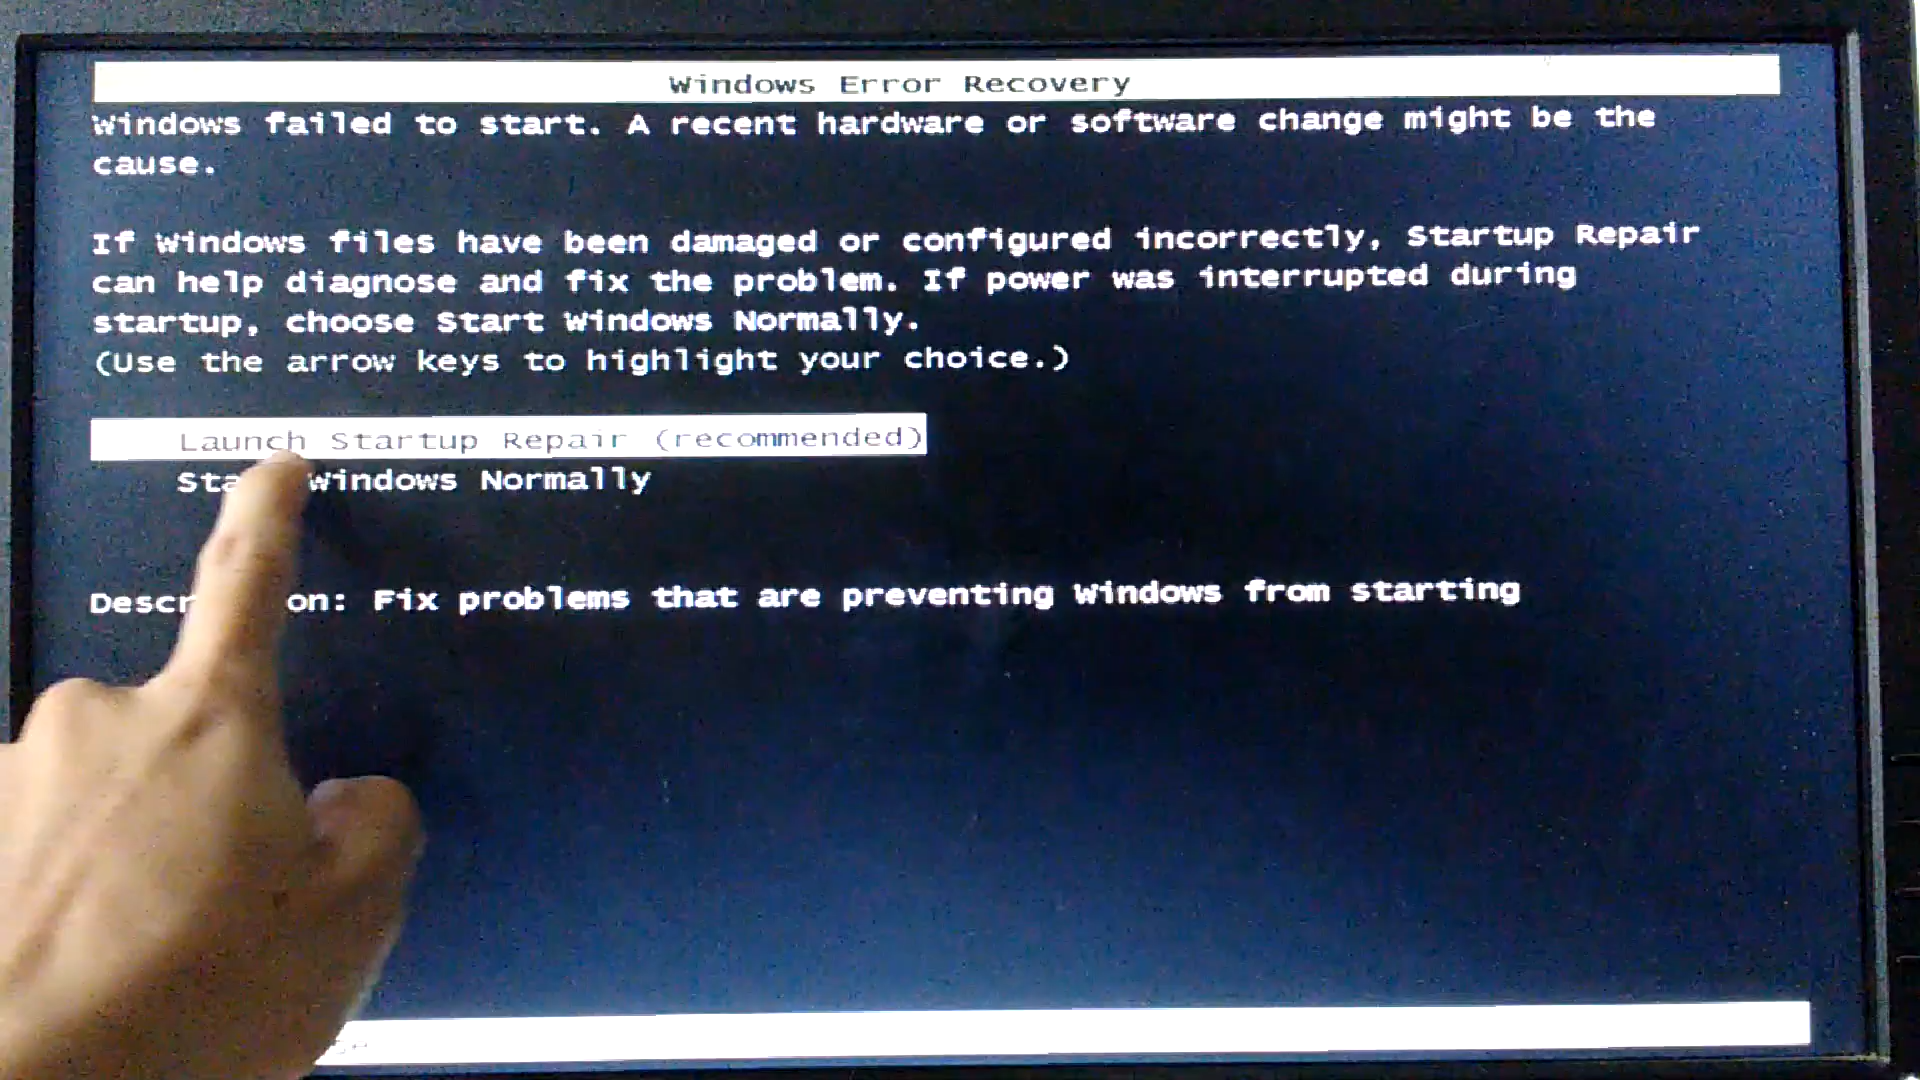 Windows Error Recovery
Windows failed to start. A recent hardware or software change might be the
cause.
If Windows files have been damaged or configured incorrectly, Startup Repair
can help diagnose and fix the problem. If power was interrupted during
startup, choose Start Windows Normally.
(Use the arrow keys to highlight your choice.)
Launch Startup Repair (recommended)
Windows Normally
Fix problems that are preventing Windows from starting